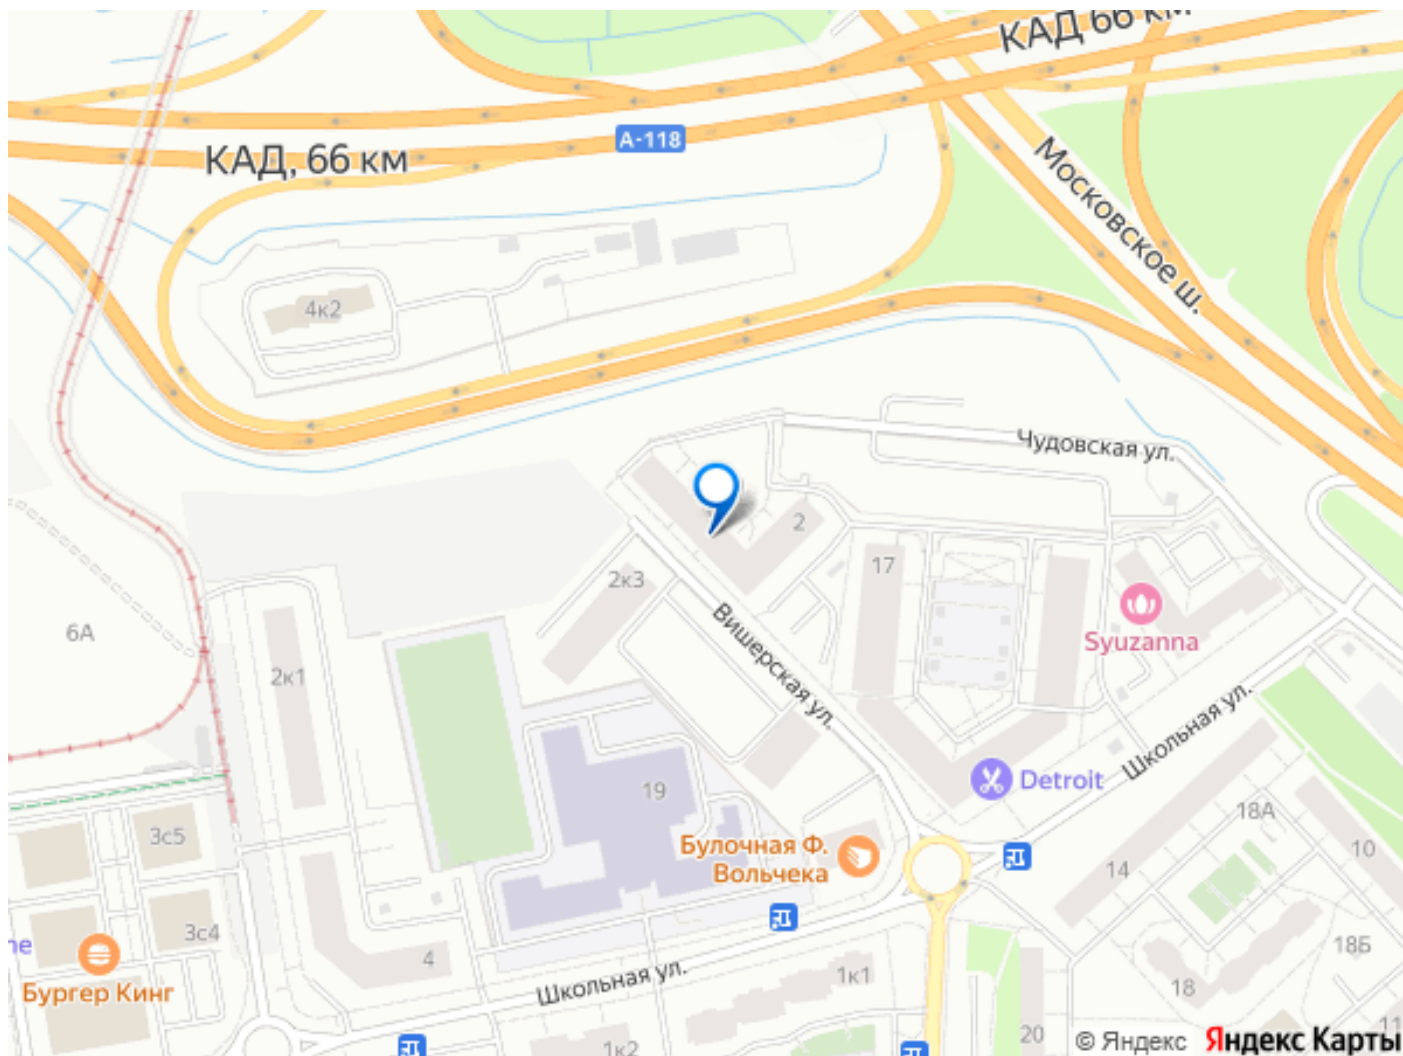 КАД 66 км
А-118
КАД, 66 км
Московское ш.
4к2
Чудовская ул.
2
17
2к3
Syuzanna
6А
Вишерская ул.
2к1
Школьная ул.
Detroit
19
18А
3с5
Булочная Ф.
Вольчека
10
14
3с4
4
18Б
1к1
Бургер Кинг
Школьная ул.
18
20
1к2
© Яндекс
Яндекс Карты